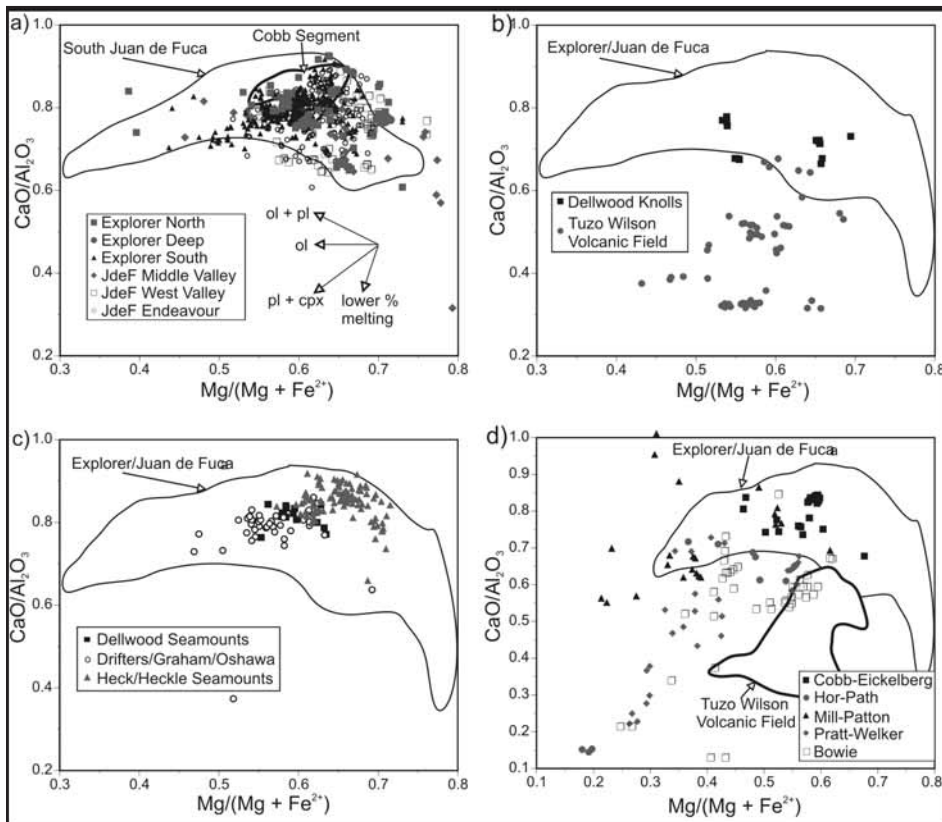 a)
1.0
0.8
0.6
0.4
0.2
CaO/Al₂O₃
South Juan de Fuca
Cobb Segment
ol + pl
ol
pl + cpx
lower %
melting
Explorer North
Explorer Deep
Explorer South
JdeF Middle Valley
JdeF West Valley
JdeF Endeavour
0.3 0.4 0.5 0.6 0.7 0.8
Mg/(Mg + Fe²⁺)
b)
1.0
0.8
0.6
0.4
0.2
CaO/Al₂O₃
Explorer/Juan de Fuca
Dellwood Knolls
Tuzo Wilson
Volcanic Field
0.3 0.4 0.5 0.6 0.7 0.8
Mg/(Mg + Fe²⁺)
c)
1.0
0.8
0.6
0.4
0.2
CaO/Al₂O₃
Explorer/Juan de Fuca
Dellwood Seamounts
Drifters/Graham/Oshawa
Heck/Heckle Seamounts
0.3 0.4 0.5 0.6 0.7 0.8
Mg/(Mg + Fe²⁺)
d)
1.0
0.9
0.8
0.7
0.6
0.5
0.4
0.3
0.2
0.1
CaO/Al₂O₃
Explorer/Juan de Fuca
Tuzo Wilson
Volcanic Field
Cobb-Eickelberg
Hor-Path
Mill-Patton
Pratt-Welker
Bowie
0.1 0.2 0.3 0.4 0.5 0.6 0.7 0.8
Mg/(Mg + Fe²⁺)